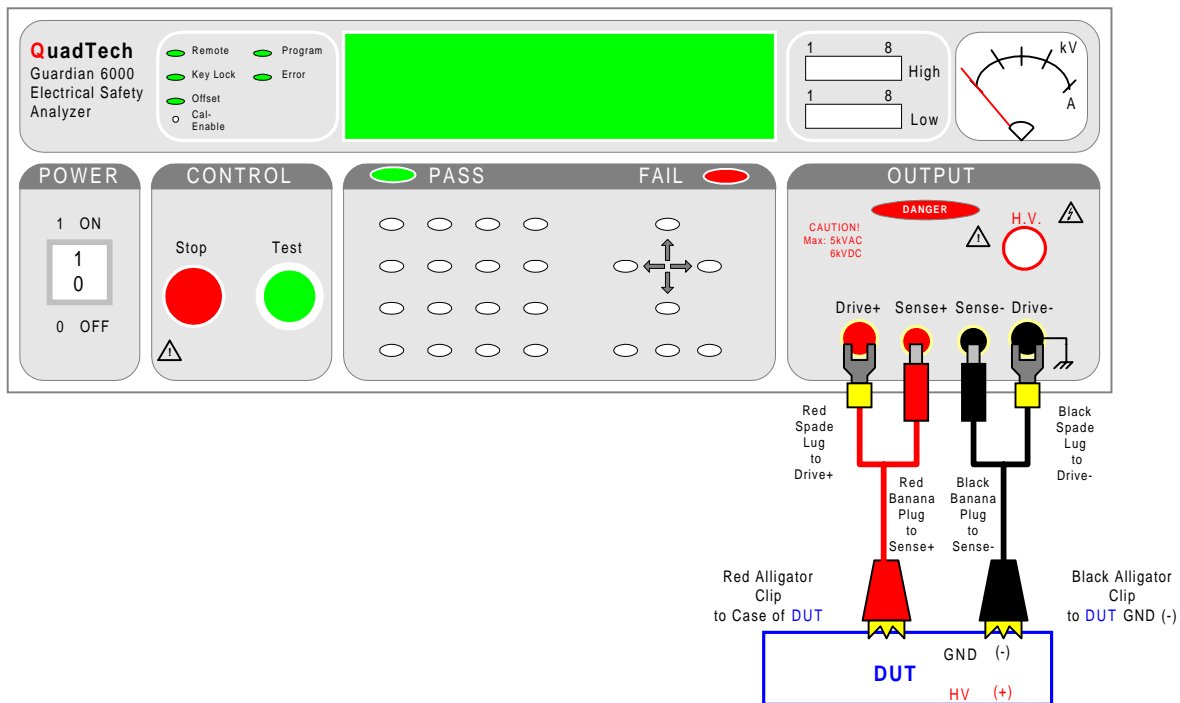 QuadTech
Guardian 6000
Electrical Safety
Analyzer
Remote
Program
Key Lock
Error
Offset
Cal-
Enable
1 8
High
1 8
Low
kV
A
POWER
1 ON
1
0
0 OFF
CONTROL
Stop
Test
PASS
FAIL
OUTPUT
DANGER
CAUTION!
Max: 5kVAC
6kVDC
H.V.
Drive+
Sense+
Sense-
Drive-
Red
Spade
Lug
to
Drive+
Red
Banana
Plug
to
Sense+
Black
Banana
Plug
to
Sense-
Black
Spade
Lug
to
Drive-
Red Alligator
Clip
to Case of DUT
Black Alligator
Clip
to DUT GND (-)
DUT
GND (-)
HV (+)